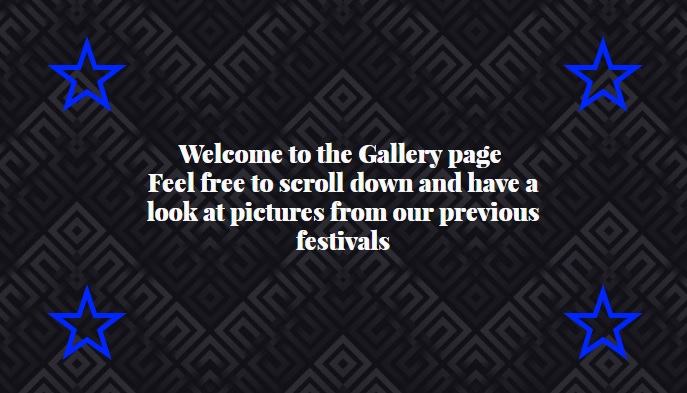 Welcome to the Gallery page
Feel free to scroll down and have a
look at pictures from our previous
festivals